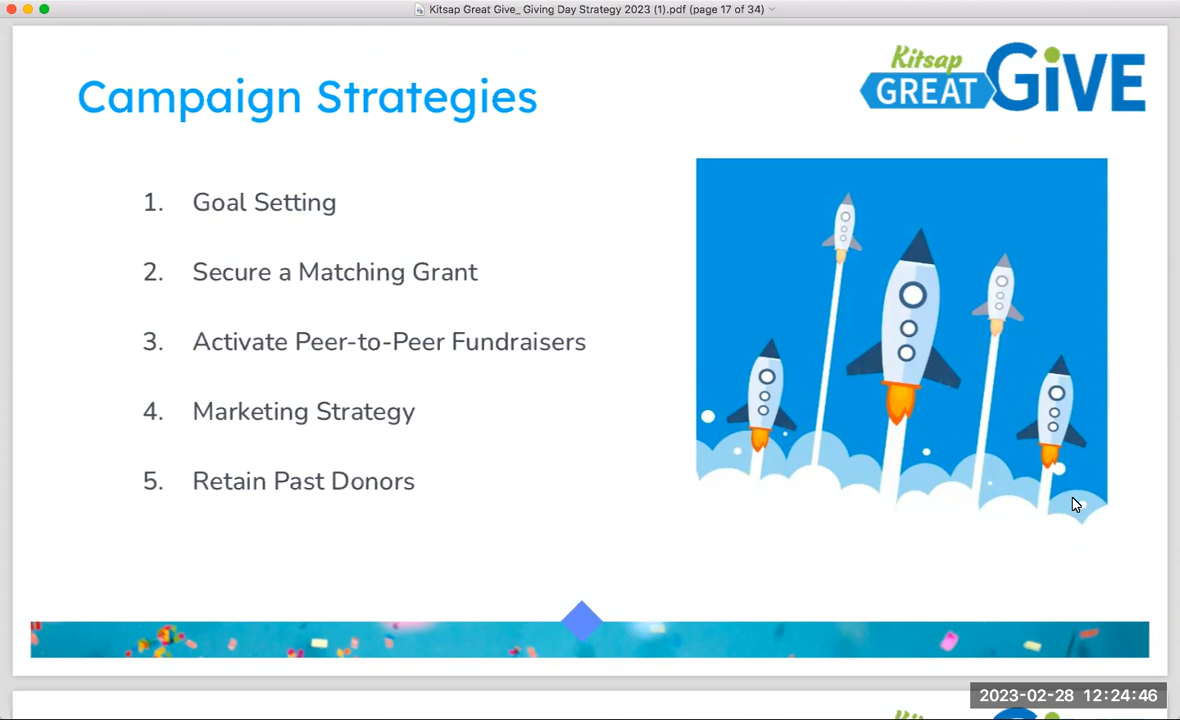 Kitsap Great Give_ Giving Day Strategy 2023 (1).pdf (page 17 of 34)
Campaign Strategies
Kitsap
GREAT GiVE
1. Goal Setting
2. Secure a Matching Grant
3. Activate Peer-to-Peer Fundraisers
4. Marketing Strategy
5. Retain Past Donors
2023-02-28 12:24:46